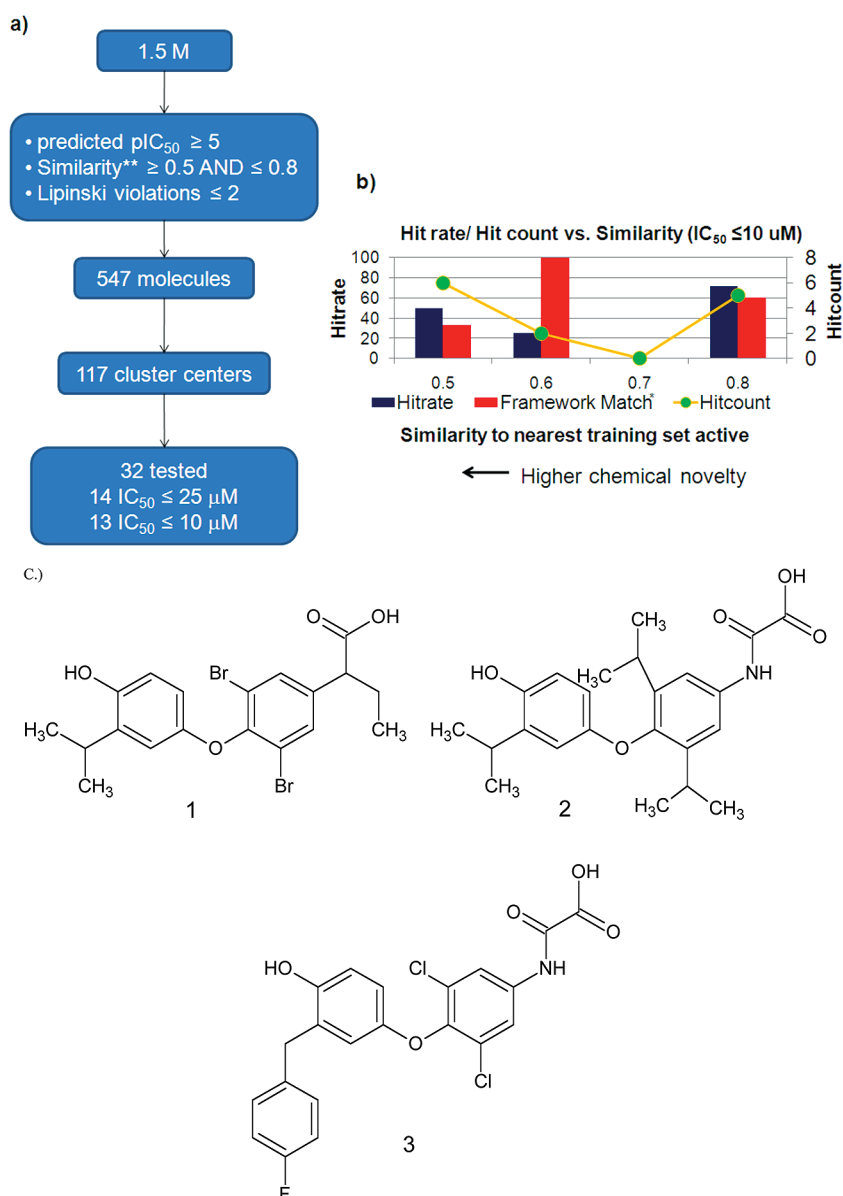 a)
1.5 M
• predicted pIC50 ≥ 5
• Similarity** ≥ 0.5 AND ≤ 0.8
• Lipinski violations ≤ 2
547 molecules
117 cluster centers
32 tested
14 IC50 ≤ 25 μM
13 IC50 ≤ 10 μM
b)
Hit rate/ Hit count vs. Similarity (IC50 ≤10 uM)
Hitrate
100
80
60
40
20
0
8
6
4
2
0
Hitcount
0.5 0.6 0.7 0.8
Hitrate Framework Match* Hitcount
Similarity to nearest training set active
← Higher chemical novelty
C.)
O OH
HO Br
CH3
H3C O
CH3 Br
1
OH
CH3 O O
HO H3C NH
H3C O
CH3
H3C CH3
2
OH
O O
HO Cl NH
O
Cl
F
3